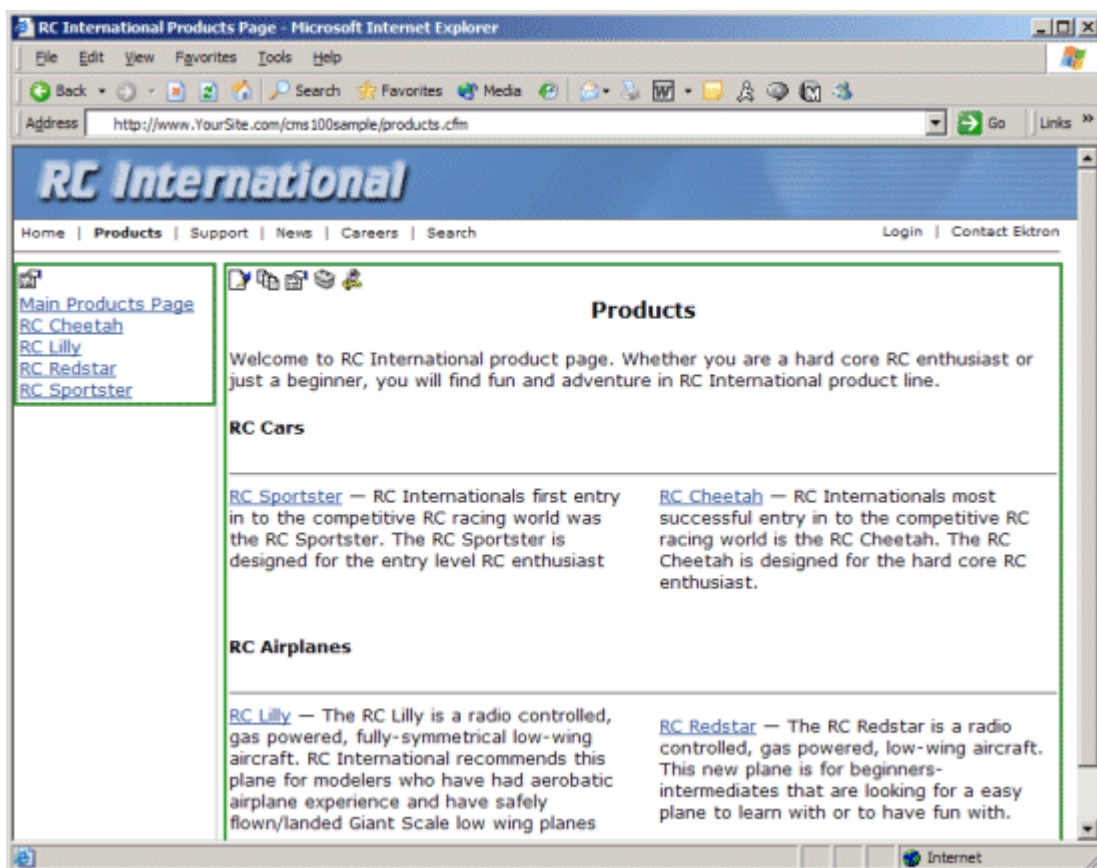 RC International Products Page - Microsoft Internet Explorer
File Edit View Favorites Tools Help
Back Search Favorites Media
Address http://www.YourSite.com/cms100sample/products.cfm Go Links »
RC International
Home | Products | Support | News | Careers | Search Login | Contact Ektron
Main Products Page
RC Cheetah
RC Lilly
RC Redstar
RC Sportster
Products
Welcome to RC International product page. Whether you are a hard core RC enthusiast or
just a beginner, you will find fun and adventure in RC International product line.
RC Cars
RC Sportster — RC Internationals first entry
in to the competitive RC racing world was
the RC Sportster. The RC Sportster is
designed for the entry level RC enthusiast
RC Cheetah — RC Internationals most
successful entry in to the competitive RC
racing world is the RC Cheetah. The RC
Cheetah is designed for the hard core RC
enthusiast.
RC Airplanes
RC Lilly — The RC Lilly is a radio controlled,
gas powered, fully-symmetrical low-wing
aircraft. RC International recommends this
plane for modelers who have had aerobatic
airplane experience and have safely
flown/landed Giant Scale low wing planes
RC Redstar — The RC Redstar is a radio
controlled, gas powered, low-wing aircraft.
This new plane is for beginners-
intermediates that are looking for a easy
plane to learn with or to have fun with.
Internet